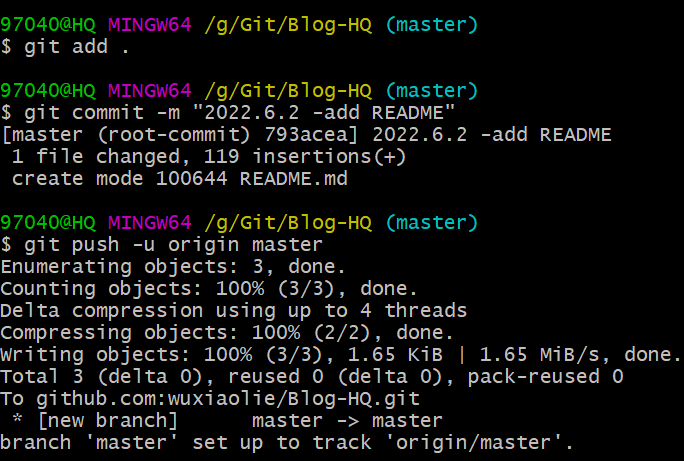 97040@HQ MINGW64 /g/Git/Blog-HQ (master)
$ git add .
97040@HQ MINGW64 /g/Git/Blog-HQ (master)
$ git commit -m "2022.6.2 -add README"
[master (root-commit) 793acea] 2022.6.2 -add README
 1 file changed, 119 insertions(+)
 create mode 100644 README.md
97040@HQ MINGW64 /g/Git/Blog-HQ (master)
$ git push -u origin master
Enumerating objects: 3, done.
Counting objects: 100% (3/3), done.
Delta compression using up to 4 threads
Compressing objects: 100% (2/2), done.
Writing objects: 100% (3/3), 1.65 KiB | 1.65 MiB/s, done.
Total 3 (delta 0), reused 0 (delta 0), pack-reused 0
To github.com:wuxiaolie/Blog-HQ.git
 * [new branch]      master -> master
branch 'master' set up to track 'origin/master'.